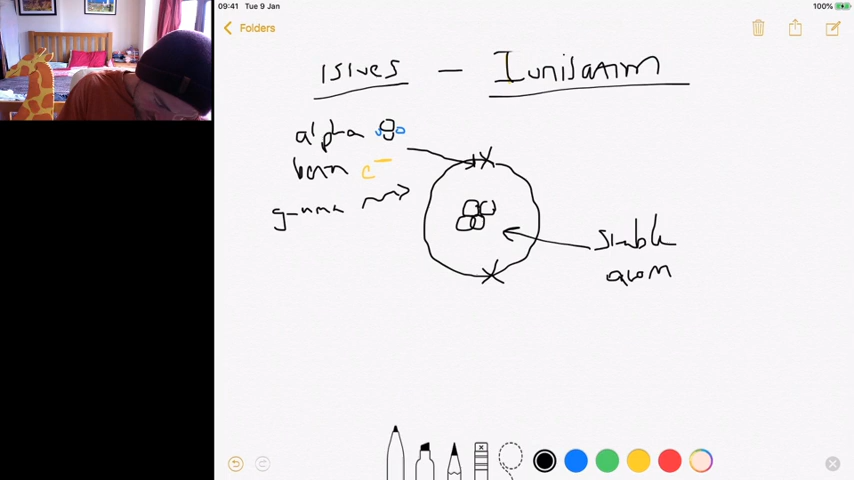 09:41 Tue 9 Jan
100%
Folders
issues - Ionisation
alpha
beta e-
gamma
stable
atom